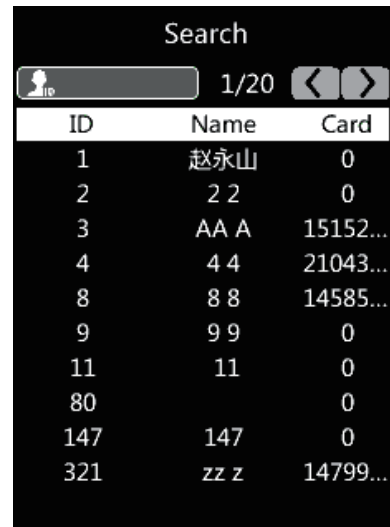 Search
ID 1/20
ID Name Card
1 赵永山 0
2 2 2 0
3 AA A 15152...
4 4 4 21043...
8 8 8 14585...
9 9 9 0
11 11 0
80 0
147 147 0
321 zz z 14799...